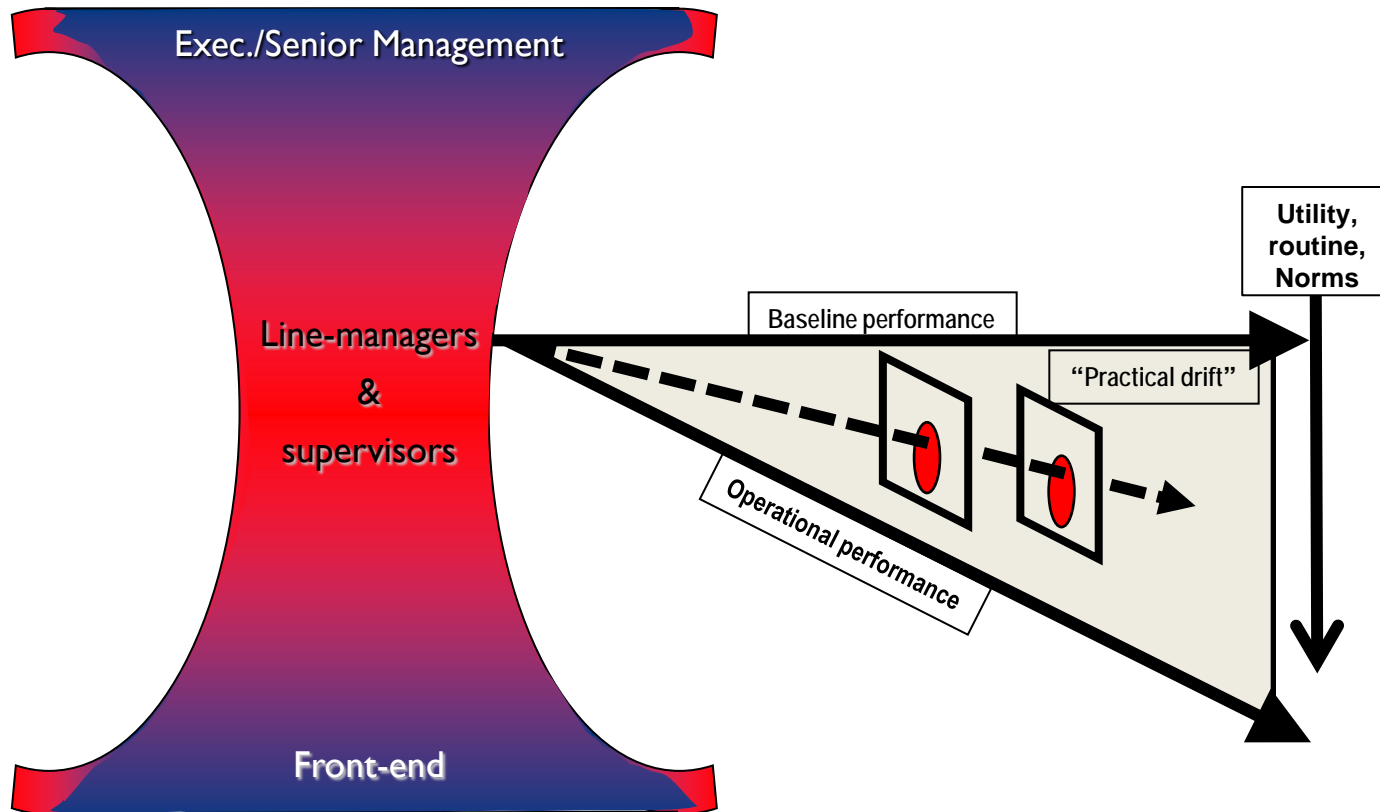 Exec./Senior Management
Line-managers
&
supervisors
Front-end
Baseline performance
“Practical drift”
Operational performance
Utility,
routine,
Norms